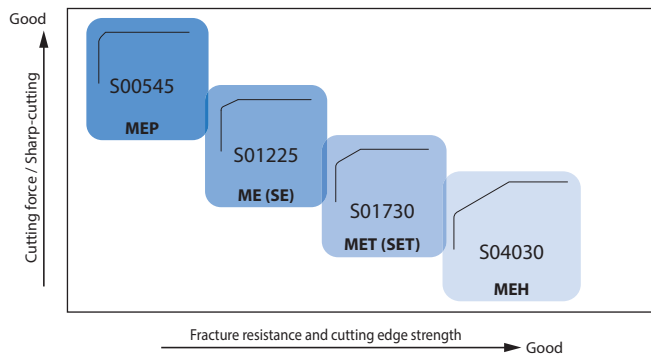 Good
Cutting force / Sharp-cutting
S00545
MEP
S01225
ME (SE)
S01730
MET (SET)
S04030
MEH
Fracture resistance and cutting edge strength
Good